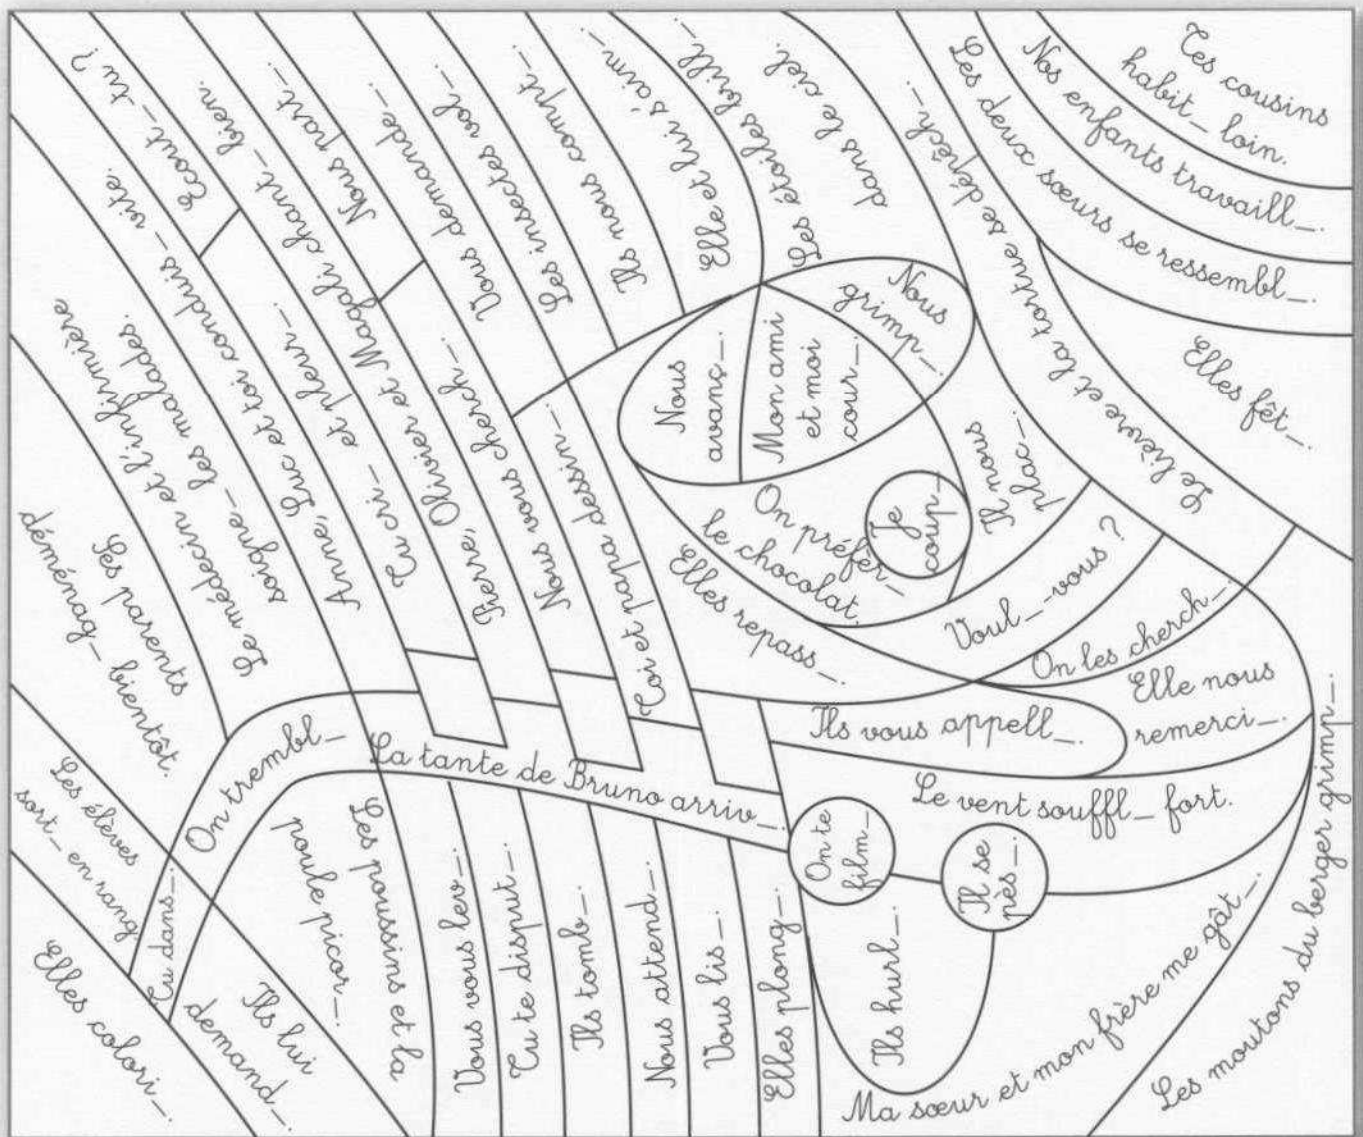 Écout_ - tu ?
Anne, Luc et toi conduis_ vite.
Le médecin et l'infirmière
soigne_ les malades.
Ses parents
déménag_ bientôt.
Les élèves
sort_ en rang.
Elles colori_.
Tu cri_ et pleur_.
Pierre, Olivier et Magali chant_ bien.
Nous part_.
Nous vous cherch_.
Vous demande_.
Toi et papa dessin_.
Les insectes vol_.
Ils nous compt_.
Elle et lui s'aim_.
Les étoiles brill_
dans le ciel.
Le lièvre et la tortue se dépêch_.
Les deux sœurs se ressembl_.
Nos enfants travaill_.
Tes cousins
habit_ loin.
Elles fêt_.
Nous
avanç_.
Mon ami
et moi
cour_.
Nous
grimp_.
On préfèr_
le chocolat.
Je
coup_
Il nous
plac_.
Elles repass_.
Voul_-vous ?
On les cherch_.
Elle nous
remerci_.
Ils vous appell_.
Le vent souffl_ fort.
On trembl_
La tante de Bruno arriv_.
Tu dans_.
Ils lui
demand_.
Les poussins et la
poule picor_.
Vous vous lev_.
Tu te disput_.
Ils tomb_.
Nous attend_.
Vous lis_.
Elles plong_.
On te
film_
Il se
pès_.
Ils hurl_.
Ma sœur et mon frère me gât_.
Les moutons du berger grimp_.